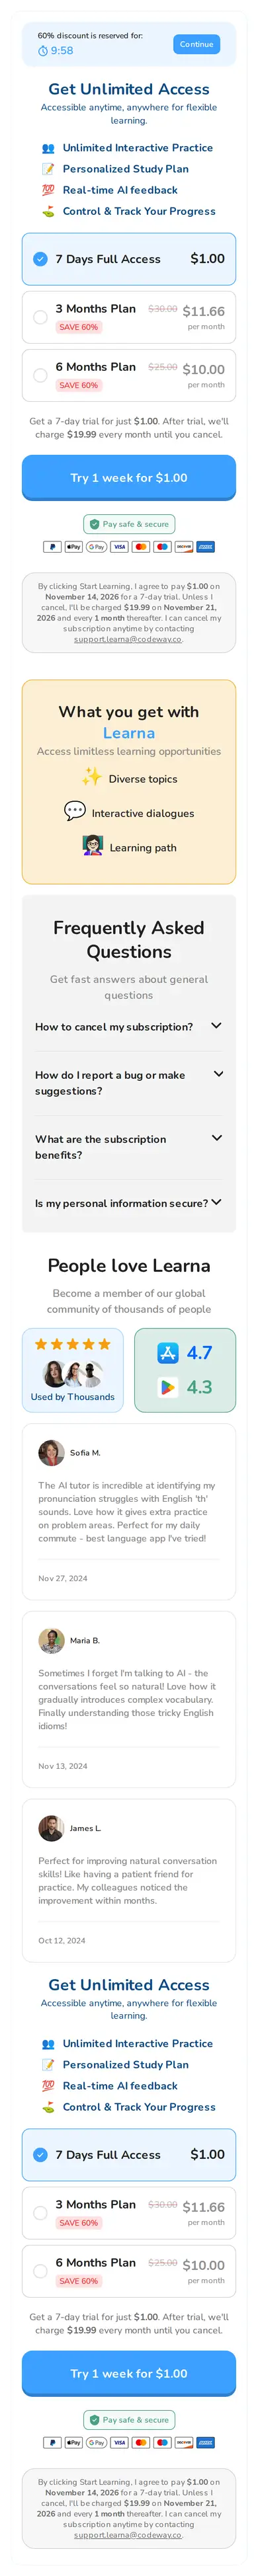 60% discount is reserved for:
9:58
Continue
Get Unlimited Access
Accessible anytime, anywhere for flexible
learning.
Unlimited Interactive Practice
Personalized Study Plan
Real-time AI feedback
Control & Track Your Progress
7 Days Full Access $1.00
3 Months Plan $30.00 $11.66
SAVE 60% per month
6 Months Plan $25.00 $10.00
SAVE 60% per month
Get a 7-day trial for just $1.00. After trial, we'll
charge $19.99 every month until you cancel.
Try 1 week for $1.00
Pay safe & secure
PayPal Apple Pay G Pay VISA DISCOVER AMEX
By clicking Start Learning, I agree to pay $1.00 on
November 14, 2026 for a 7-day trial. Unless I
cancel, I'll be charged $19.99 on November 21,
2026 and every 1 month thereafter. I can cancel my
subscription anytime by contacting
support.learna@codeway.co.
What you get with
Learna
Access limitless learning opportunities
Diverse topics
Interactive dialogues
Learning path
Frequently Asked
Questions
Get fast answers about general
questions
How to cancel my subscription?
How do I report a bug or make
suggestions?
What are the subscription
benefits?
Is my personal information secure?
People love Learna
Become a member of our global
community of thousands of people
Used by Thousands
4.7
4.3
Sofia M.
The AI tutor is incredible at identifying my
pronunciation struggles with English 'th'
sounds. Love how it gives extra practice
on problem areas. Perfect for my daily
commute - best language app I've tried!
Nov 27, 2024
Maria B.
Sometimes I forget I'm talking to AI - the
conversations feel so natural! Love how it
gradually introduces complex vocabulary.
Finally understanding those tricky English
idioms!
Nov 13, 2024
James L.
Perfect for improving natural conversation
skills! Like having a patient friend for
practice. My colleagues noticed the
improvement within months.
Oct 12, 2024
Get Unlimited Access
Accessible anytime, anywhere for flexible
learning.
Unlimited Interactive Practice
Personalized Study Plan
Real-time AI feedback
Control & Track Your Progress
7 Days Full Access $1.00
3 Months Plan $30.00 $11.66
SAVE 60% per month
6 Months Plan $25.00 $10.00
SAVE 60% per month
Get a 7-day trial for just $1.00. After trial, we'll
charge $19.99 every month until you cancel.
Try 1 week for $1.00
Pay safe & secure
Pay G Pay VISA DISCOVER
By clicking Start Learning, I agree to pay $1.00 on
November 14, 2026 for a 7-day trial. Unless I
cancel, I'll be charged $19.99 on November 21,
2026 and every 1 month thereafter. I can cancel my
subscription anytime by contacting
support.learna@codeway.co.